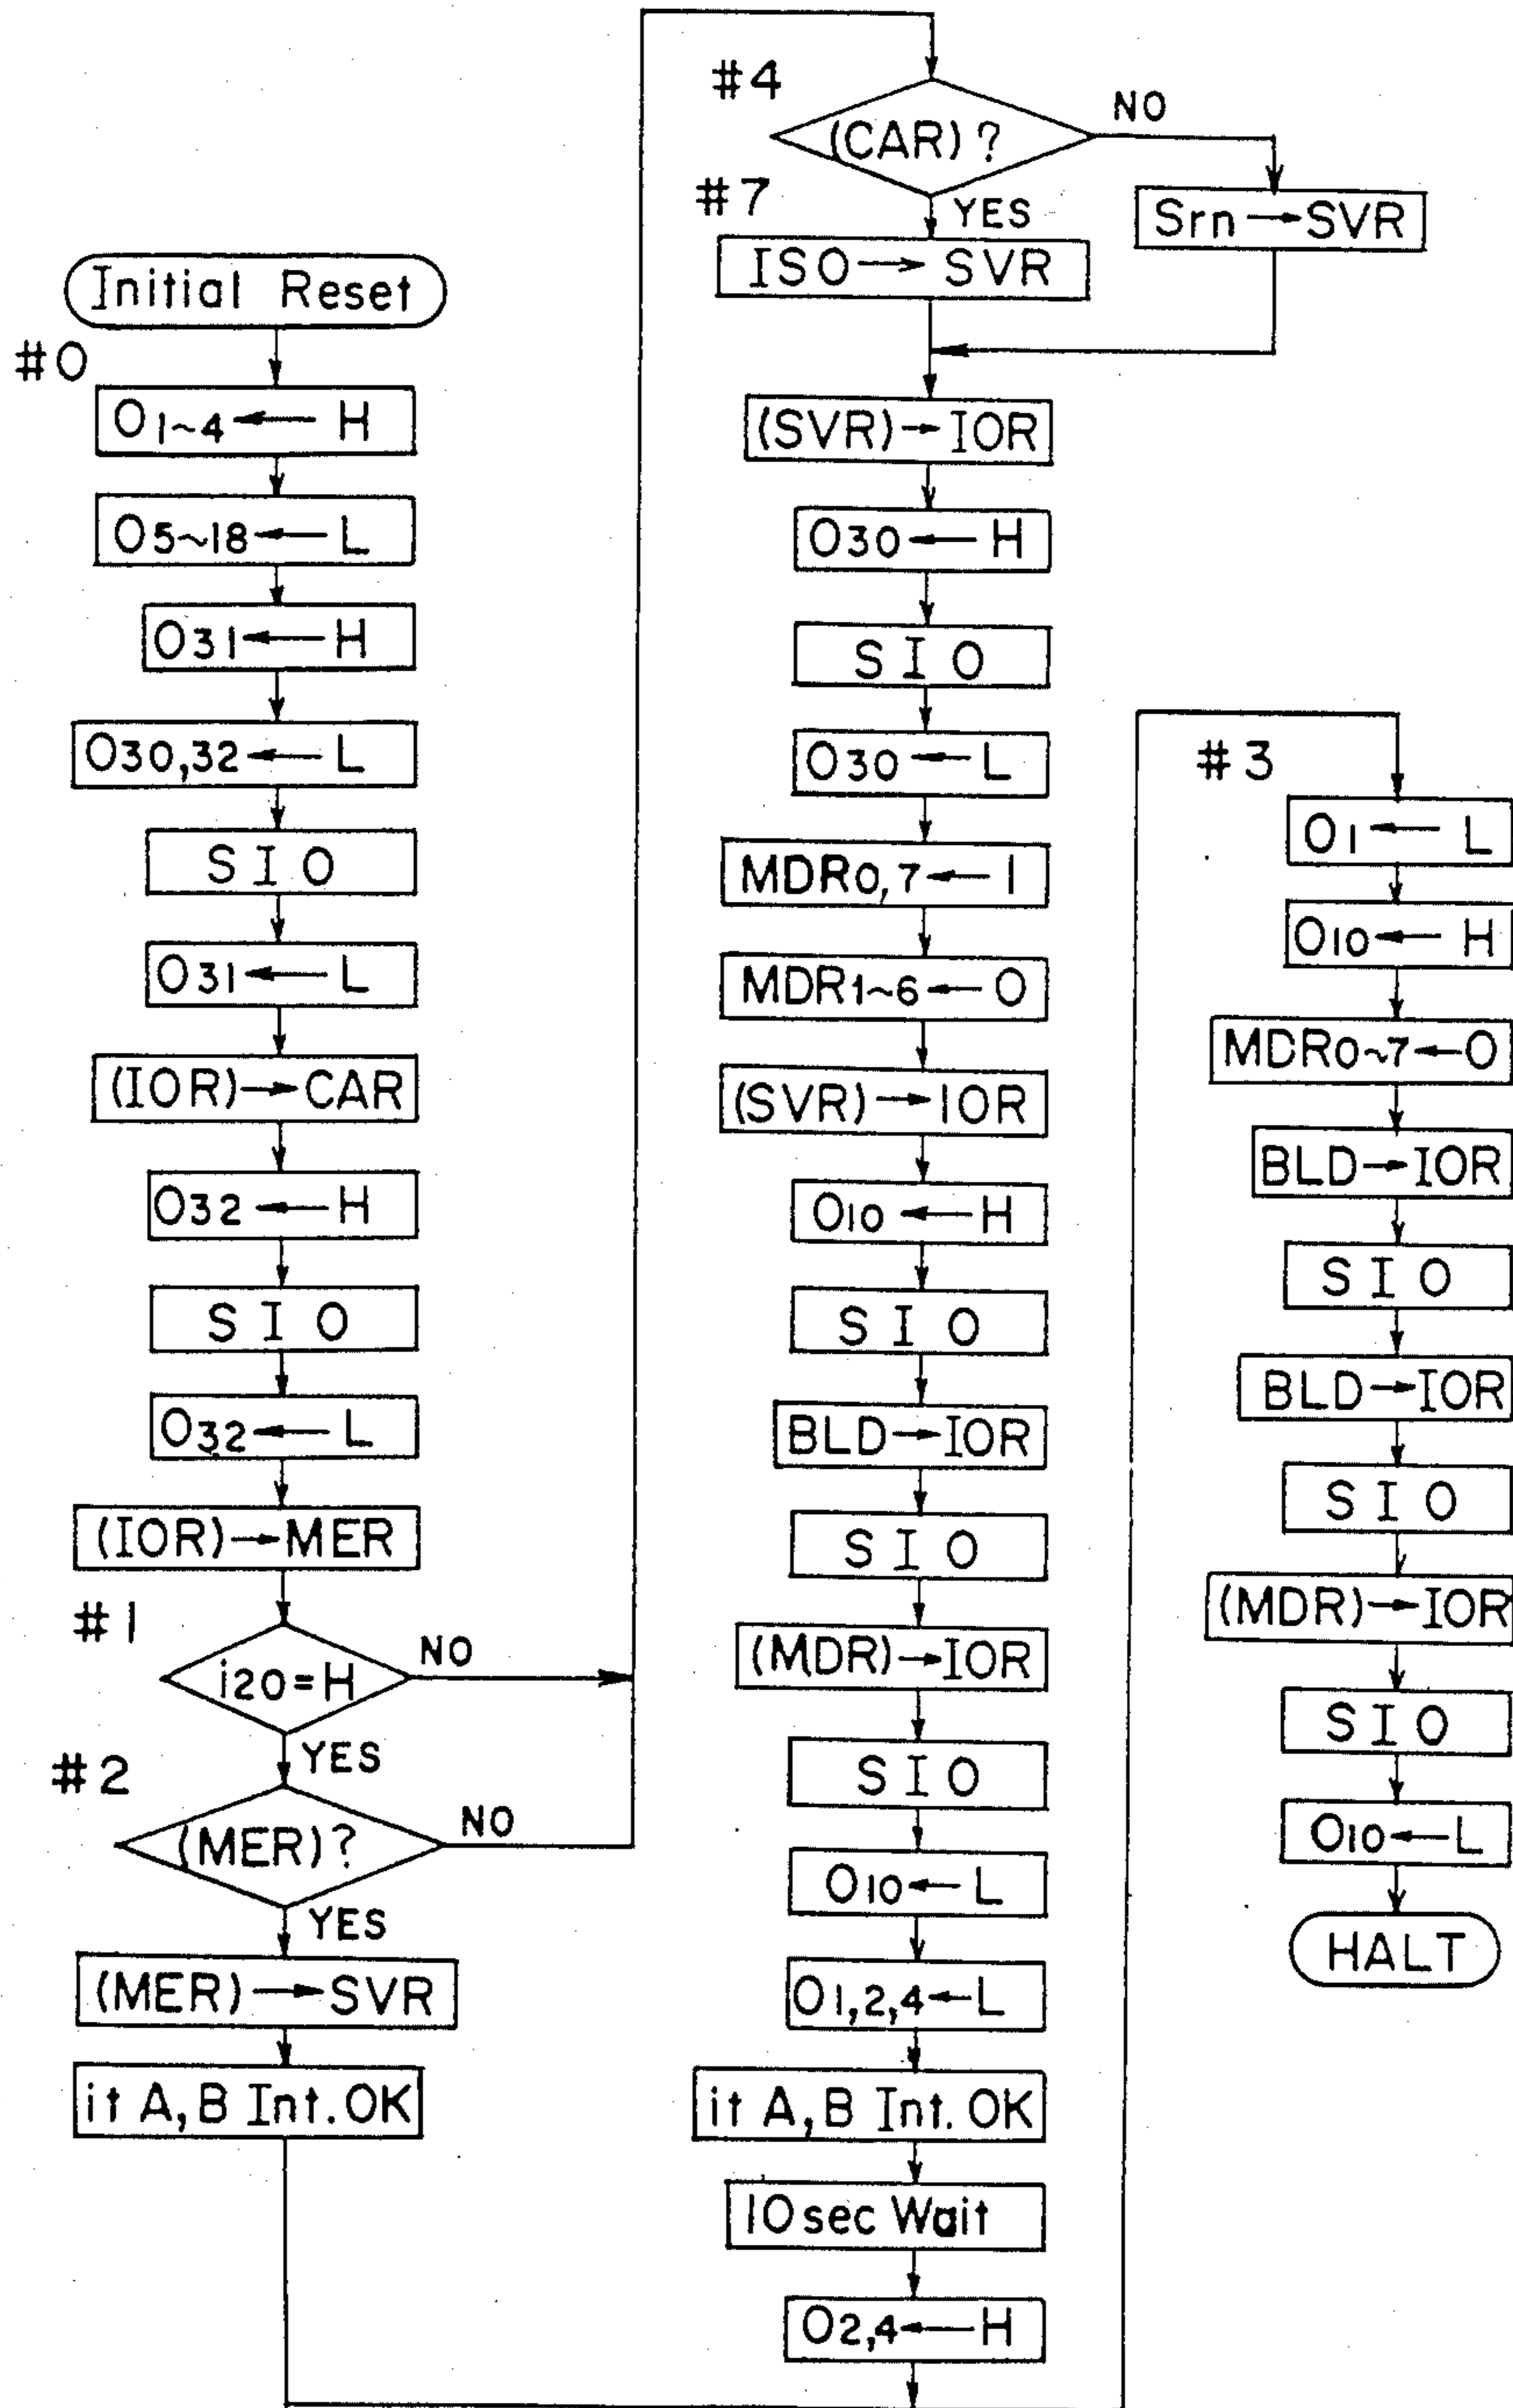 Initial Reset
#0
O1~4 ← H
O5~18 ← L
O31 ← H
O30,32 ← L
SIO
O31 ← L
(IOR) → CAR
O32 ← H
SIO
O32 ← L
(IOR) → MER
#1
i20=H
NO
YES
#2
(MER)?
NO
YES
(MER) → SVR
it A,B Int.OK
#4
(CAR)?
NO
Srn → SVR
#7
YES
ISO → SVR
(SVR) → IOR
O30 ← H
SIO
O30 ← L
MDR0,7 ← 1
MDR1~6 ← 0
(SVR) → IOR
O10 ← H
SIO
BLD → IOR
SIO
(MDR) → IOR
SIO
O10 ← L
O1,2,4 ← L
it A,B Int.OK
10sec Wait
O2,4 ← H
#3
O1 ← L
O10 ← H
MDR0~7 ← 0
BLD → IOR
SIO
BLD → IOR
SIO
(MDR) → IOR
SIO
O10 ← L
HALT